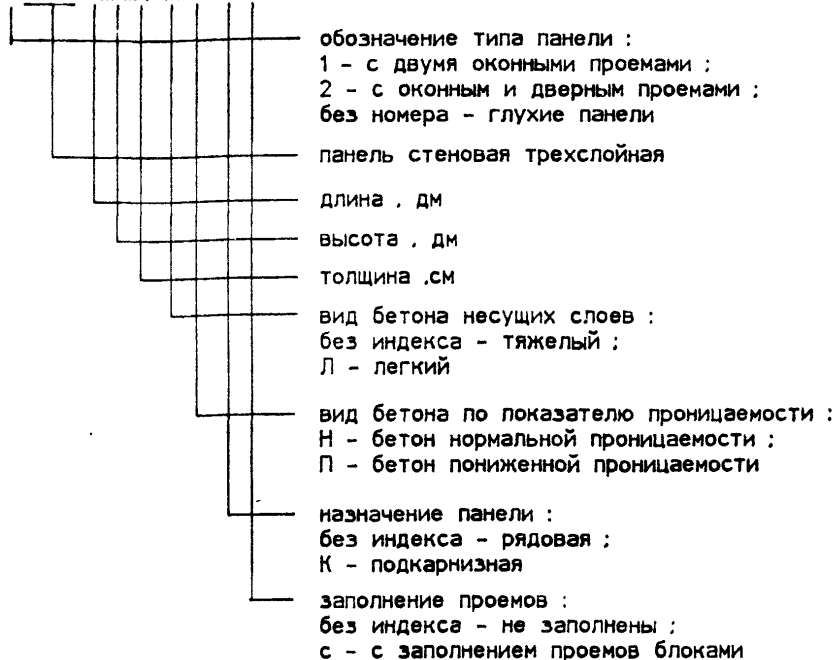 обозначение типа панели :
1 - с двумя оконными проемами ;
2 - с оконным и дверным проемами ;
без номера - глухие панели
панель стеновая трехслойная
длина , дм
высота , дм
толщина ,см
вид бетона несущих слоев :
без индекса - тяжелый ;
Л - легкий
вид бетона по показателю проницаемости :
Н - бетон нормальной проницаемости ;
П - бетон пониженной проницаемости
назначение панели :
без индекса - рядовая ;
К - подкарнизная
заполнение проемов :
без индекса - не заполнены ;
с - с заполнением проемов блоками